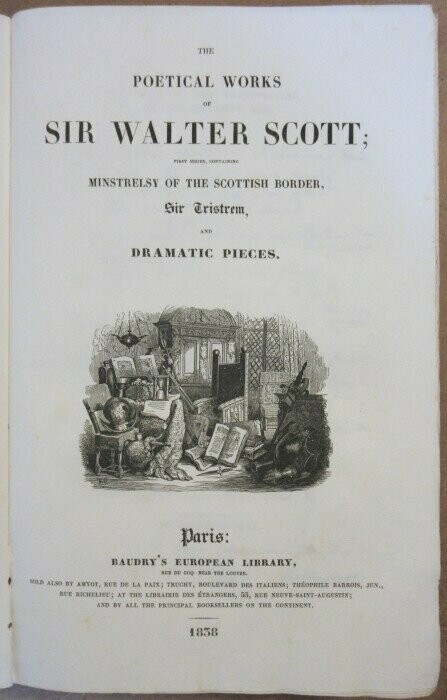 THE
POETICAL WORKS
OF
SIR WALTER SCOTT;
FIRST SERIES, CONTAINING
MINSTRELSY OF THE SCOTTISH BORDER,
Sir Tristrem,
AND
DRAMATIC PIECES.
Paris:
BAUDRY'S EUROPEAN LIBRARY,
RUE DU COQ NEAR THE LOUVRE.
SOLD ALSO BY AMYOT, RUE DE LA PAIX; TRUCHY, BOULEVARD DES ITALIENS; THÉOPHILE BARROIS, JUN.,
RUE RICHELIEU; AT THE LIBRAIRIE DES ÉTRANGERS, 55, RUE NEUVE-SAINT-AUGUSTIN;
AND BY ALL THE PRINCIPAL BOOKSELLERS ON THE CONTINENT.
1838